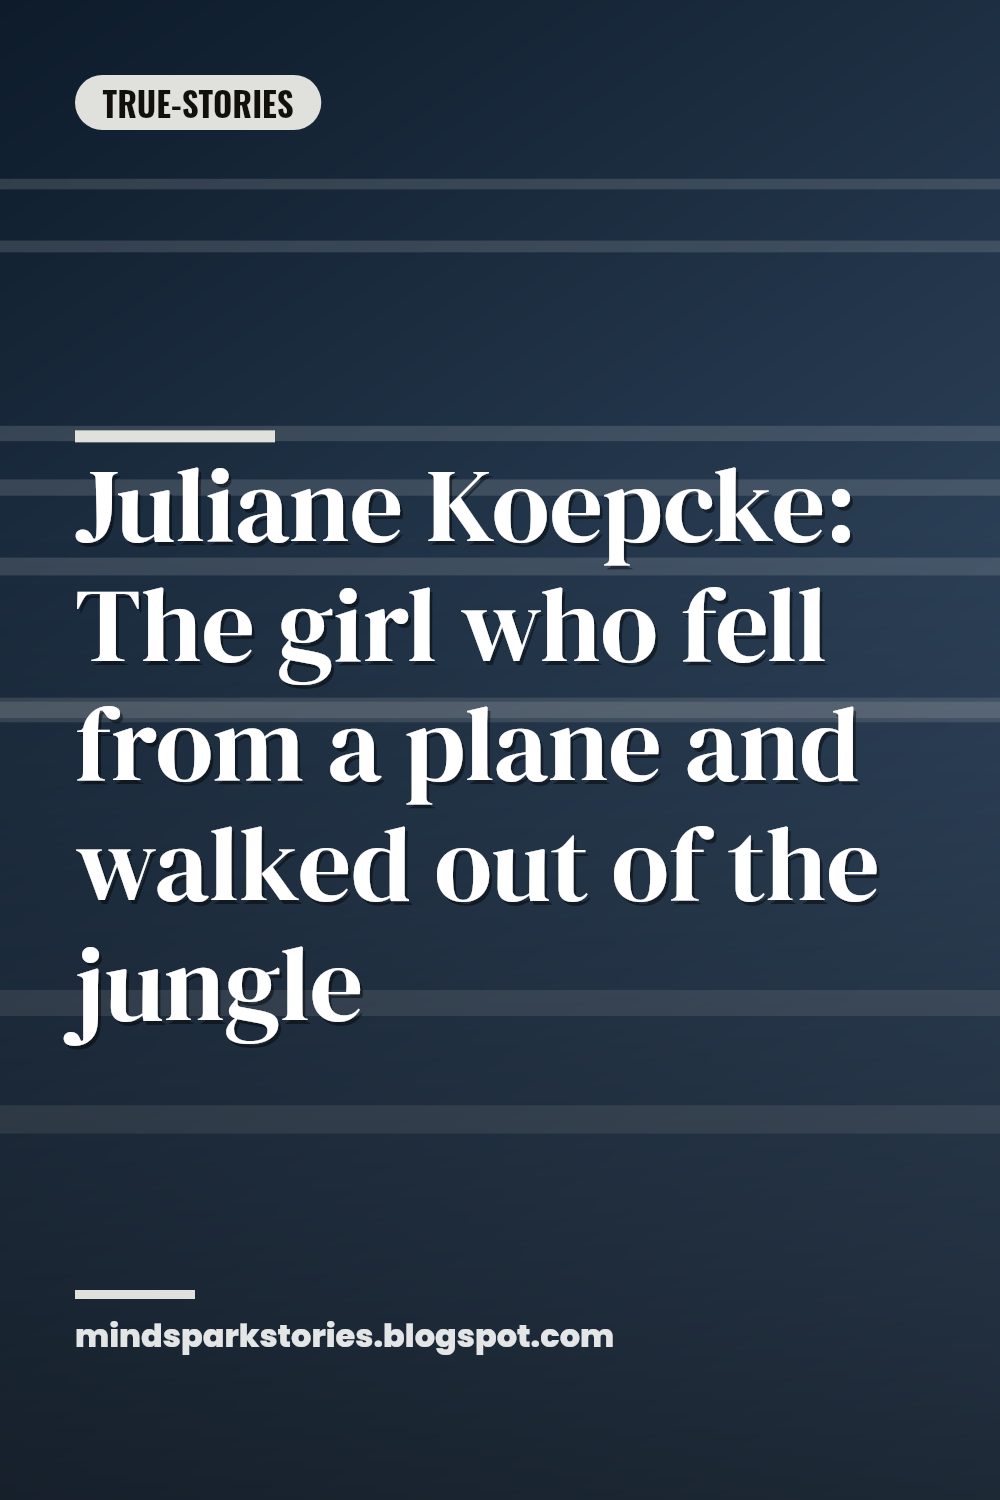 TRUE-STORIES
Juliane Koepcke:
The girl who fell
from a plane and
walked out of the
jungle
mindsparkstories.blogspot.com